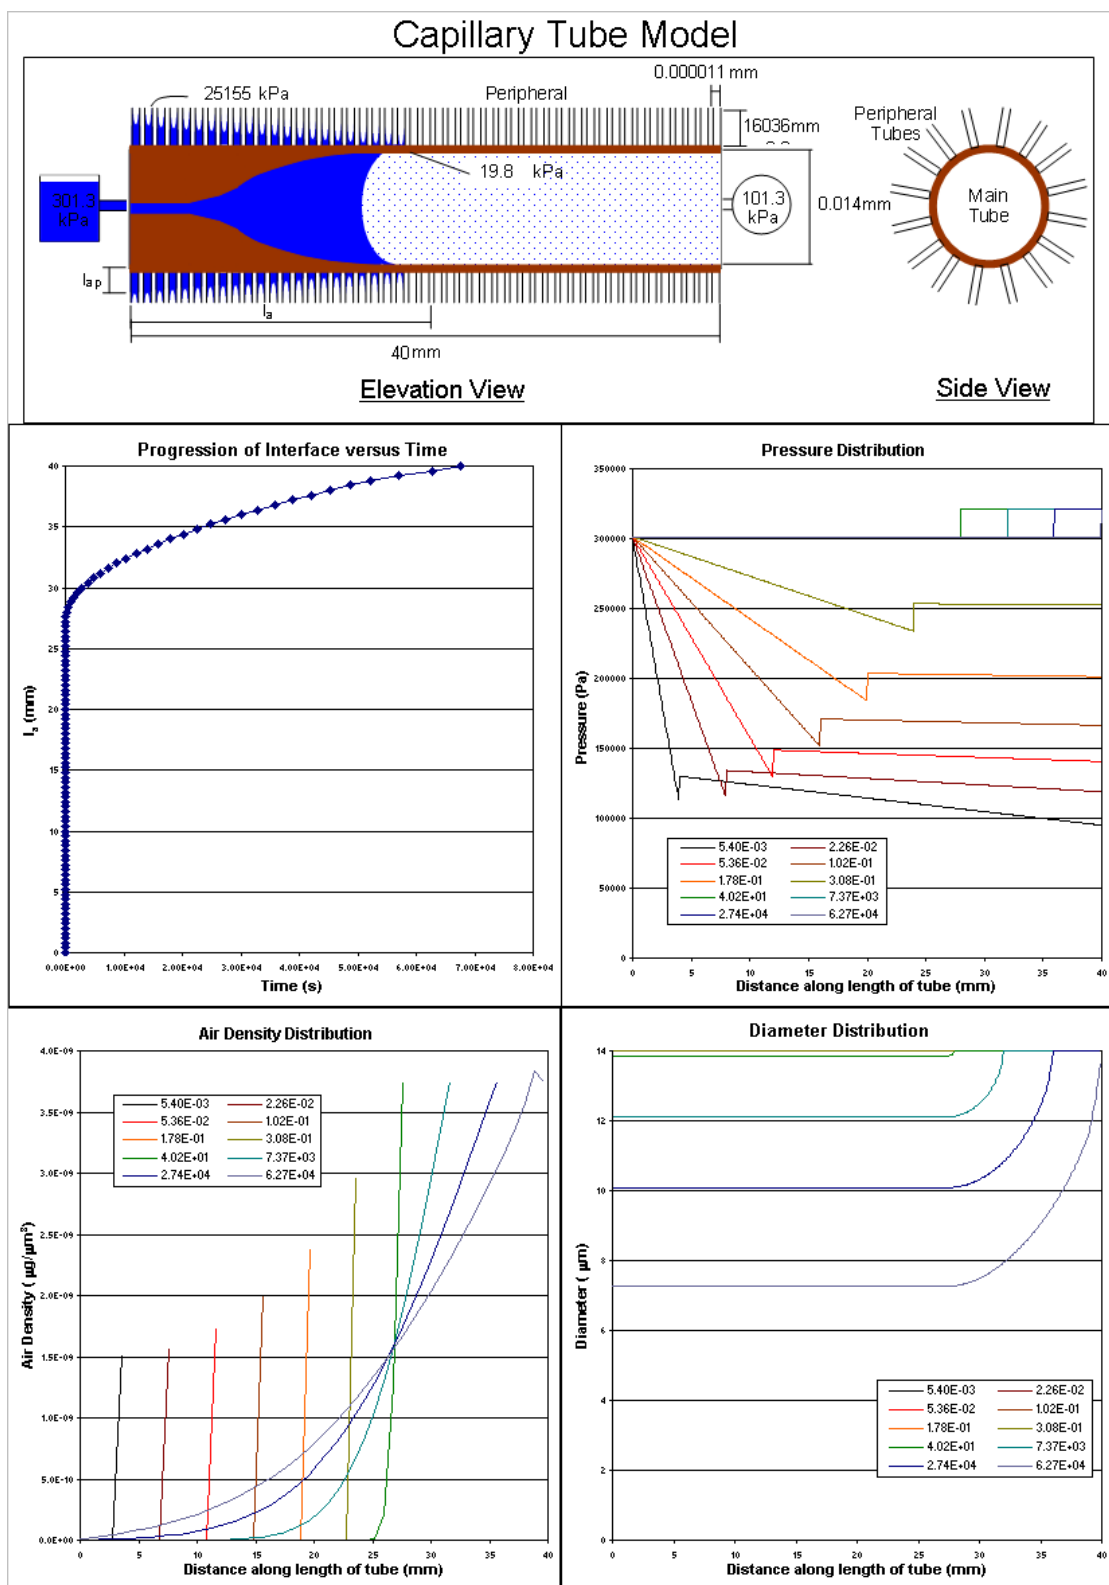 Capillary Tube Model
0.000011 mm
25155 kPa
Peripheral
16036mm
Peripheral
Tubes
19.8 kPa
301.3
kPa
101.3
kPa
0.014mm
Main
Tube
lap
la
40mm
Elevation View
Side View
Progression of Interface versus Time
40
35
30
25
20
15
10
5
0
la (mm)
0.00E+00 1.00E+04 2.00E+04 3.00E+04 4.00E+04 5.00E+04 6.00E+04 7.00E+04 8.00E+04
Time (s)
Pressure Distribution
350000
300000
250000
200000
150000
100000
50000
0
Pressure (Pa)
5.40E-03 2.26E-02
5.36E-02 1.02E-01
1.78E-01 3.08E-01
4.02E+01 7.37E+03
2.74E+04 6.27E+04
0 5 10 15 20 25 30 35 40
Distance along length of tube (mm)
Air Density Distribution
4.0E-09
3.5E-09
3.0E-09
2.5E-09
2.0E-09
1.5E-09
1.0E-09
5.0E-10
0.0E+00
Air Density (µg/µm³)
5.40E-03 2.26E-02
5.36E-02 1.02E-01
1.78E-01 3.08E-01
4.02E+01 7.37E+03
2.74E+04 6.27E+04
0 5 10 15 20 25 30 35 40
Distance along length of tube (mm)
Diameter Distribution
14
12
10
8
6
4
2
0
Diameter (µm)
5.40E-03 2.26E-02
5.36E-02 1.02E-01
1.78E-01 3.08E-01
4.02E+01 7.37E+03
2.74E+04 6.27E+04
0 5 10 15 20 25 30 35 40
Distance along length of tube (mm)